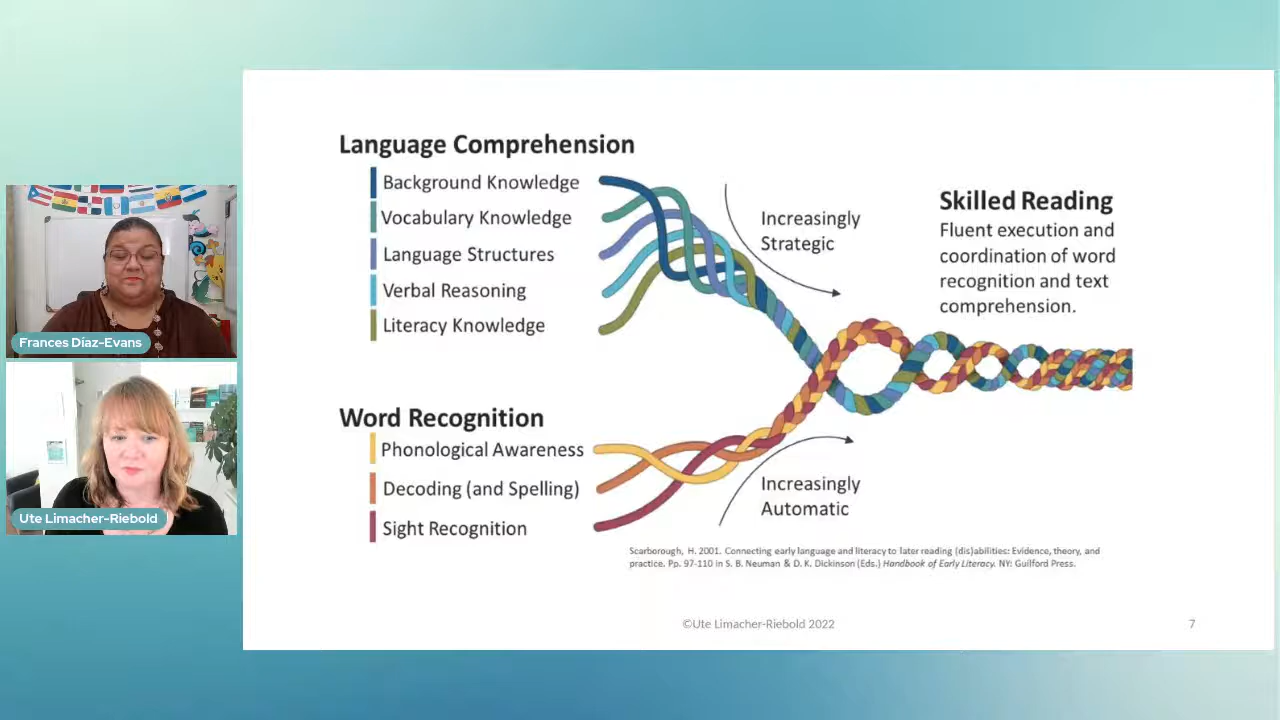 Language Comprehension
Background Knowledge
Vocabulary Knowledge
Language Structures
Verbal Reasoning
Literacy Knowledge
Increasingly
Strategic
Skilled Reading
Fluent execution and
coordination of word
recognition and text
comprehension.
Word Recognition
Phonological Awareness
Decoding (and Spelling)
Sight Recognition
Increasingly
Automatic
Scarborough, H. 2001. Connecting early language and literacy to later reading (dis)abilities: Evidence, theory, and
practice. Pp. 97-110 in S. B. Neuman & D. K. Dickinson (Eds.) Handbook of Early Literacy. NY: Guilford Press.
©Ute Limacher-Riebold 2022
7
Frances Díaz-Evans
Ute Limacher-Riebold